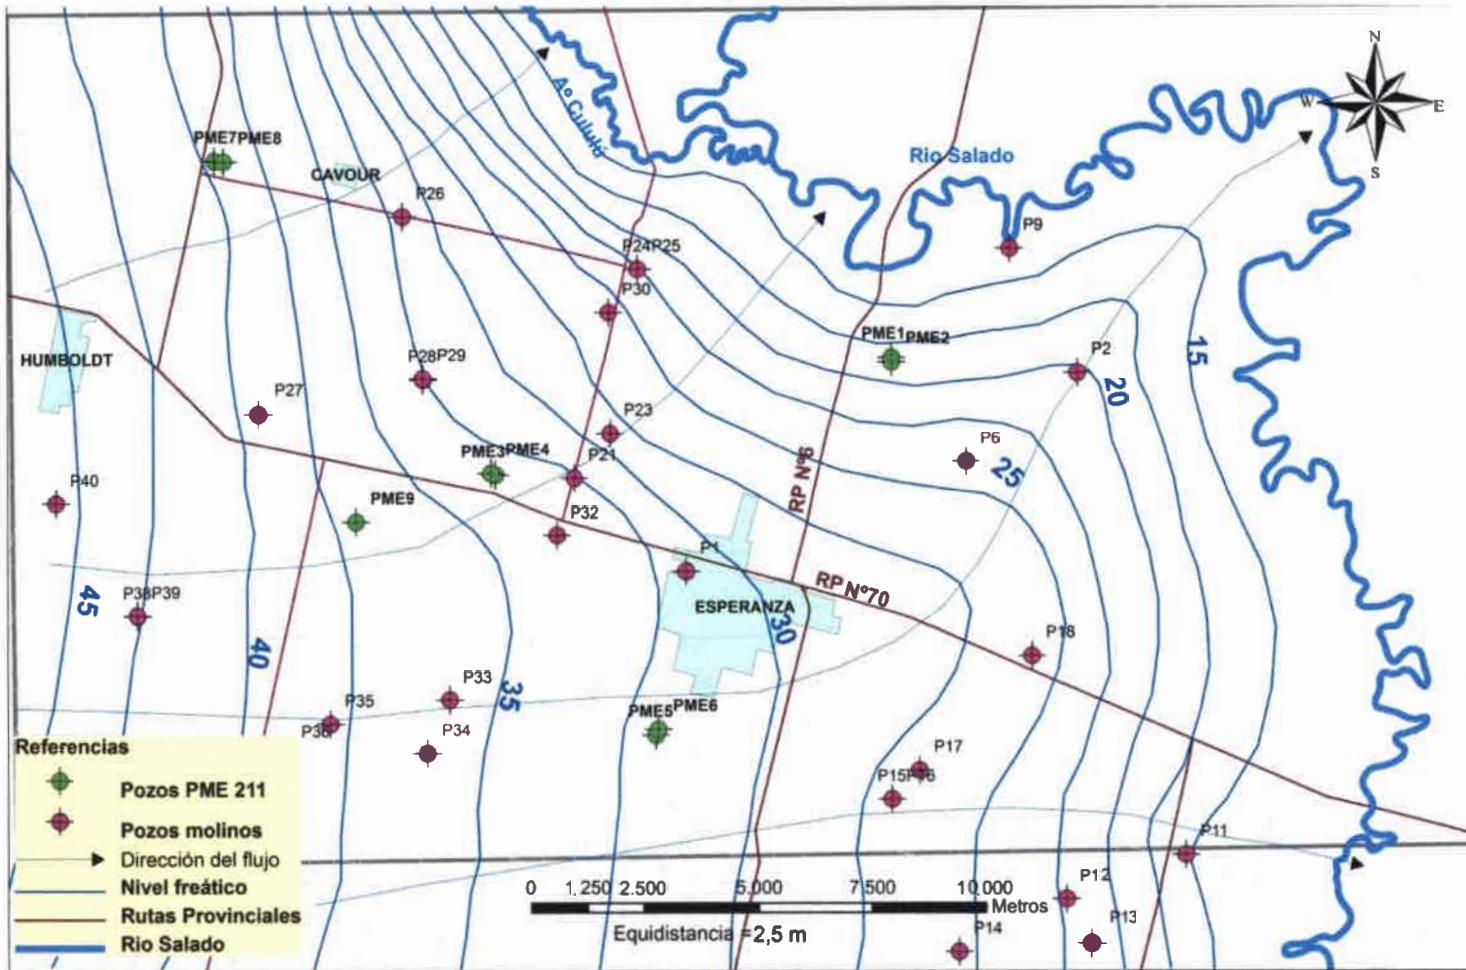 N
W
E
S
Aº Cululú
Rio Salado
PME7PME8
CAVOUR
P26
P9
P24P25
P30
PME1PME2
P2
15
HUMBOLDT
P28P29
20
P27
P23
RP Nº6
P6
25
PME3PME4
P21
P40
PME9
P32
P1
RP Nº70
ESPERANZA
30
45
P38P39
40
P18
P33
35
P35
P36
P34
PME5PME6
P17
P11
P12
P13
P14
Referencias
Pozos PME 211
Pozos molinos
Dirección del flujo
Nivel freático
Rutas Provinciales
Rio Salado
0 1.250 2.500 5.000 7.500 10.000
Metros
Equidistancia = 2,5 m